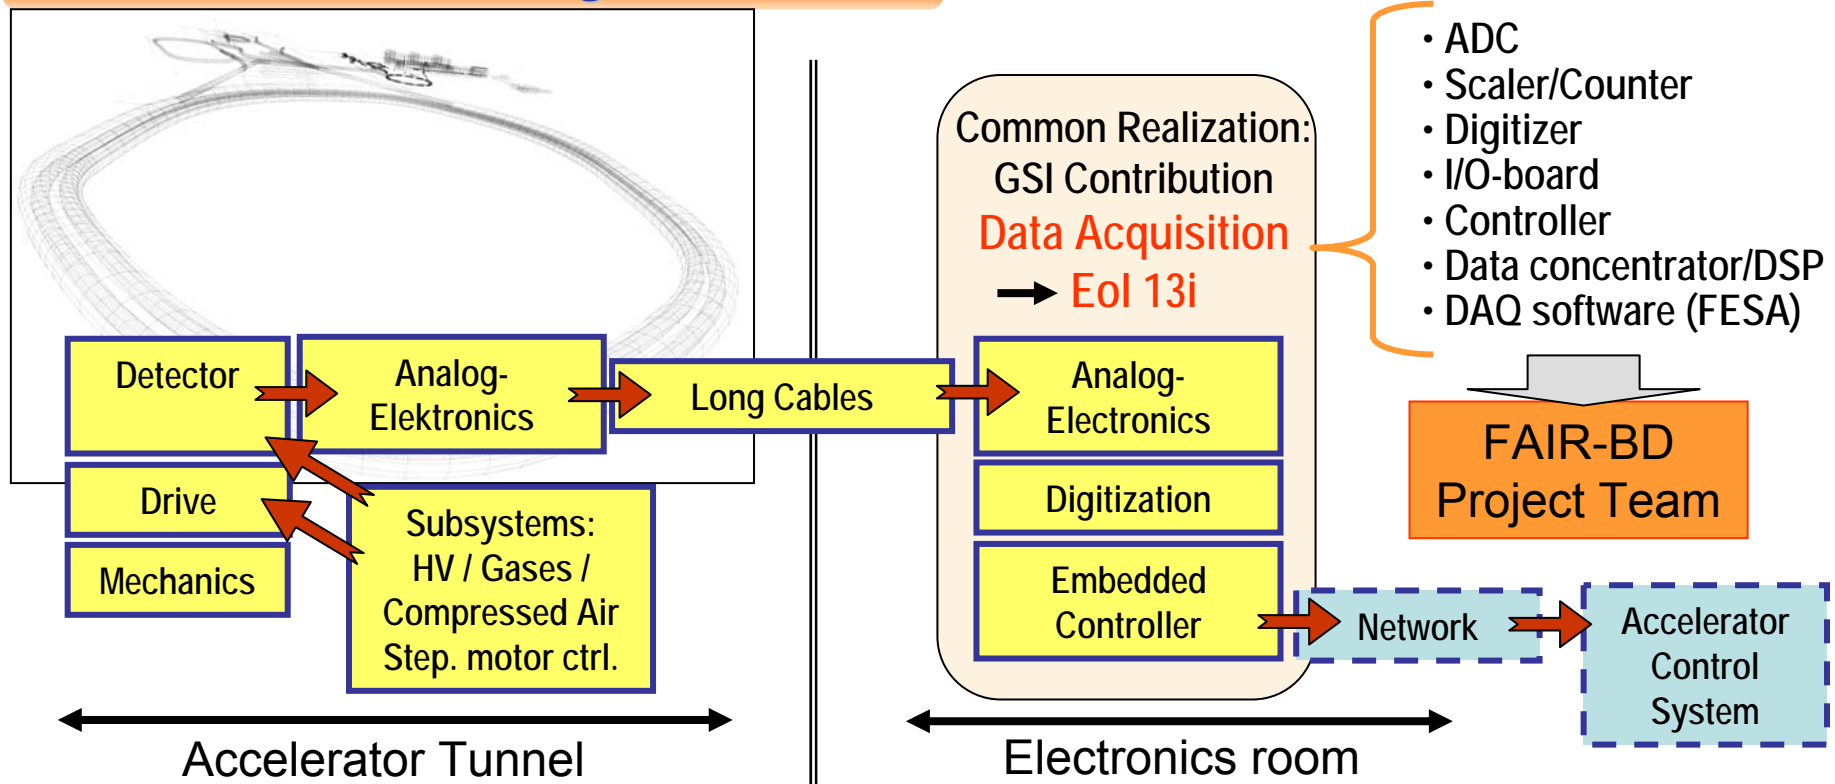 • ADC
• Scaler/Counter
• Digitizer
• I/O-board
• Controller
• Data concentrator/DSP
• DAQ software (FESA)
Common Realization:
GSI Contribution
Data Acquisition
EoI 13i
Detector
Analog-
Elektronics
Long Cables
Analog-
Electronics
Drive
Mechanics
Subsystems:
HV / Gases /
Compressed Air
Step. motor ctrl.
Digitization
Embedded
Controller
FAIR-BD
Project Team
Network
Accelerator
Control
System
Accelerator Tunnel
Electronics room